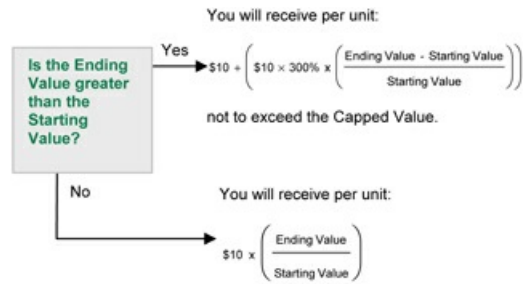 You will receive per unit:
Is the Ending
Value greater
than the
Starting
Value?
Yes
$10 + ( $10 × 300% x ( Ending Value - Starting Value
Starting Value ) )
not to exceed the Capped Value.
No
You will receive per unit:
$10 x ( Ending Value
Starting Value )